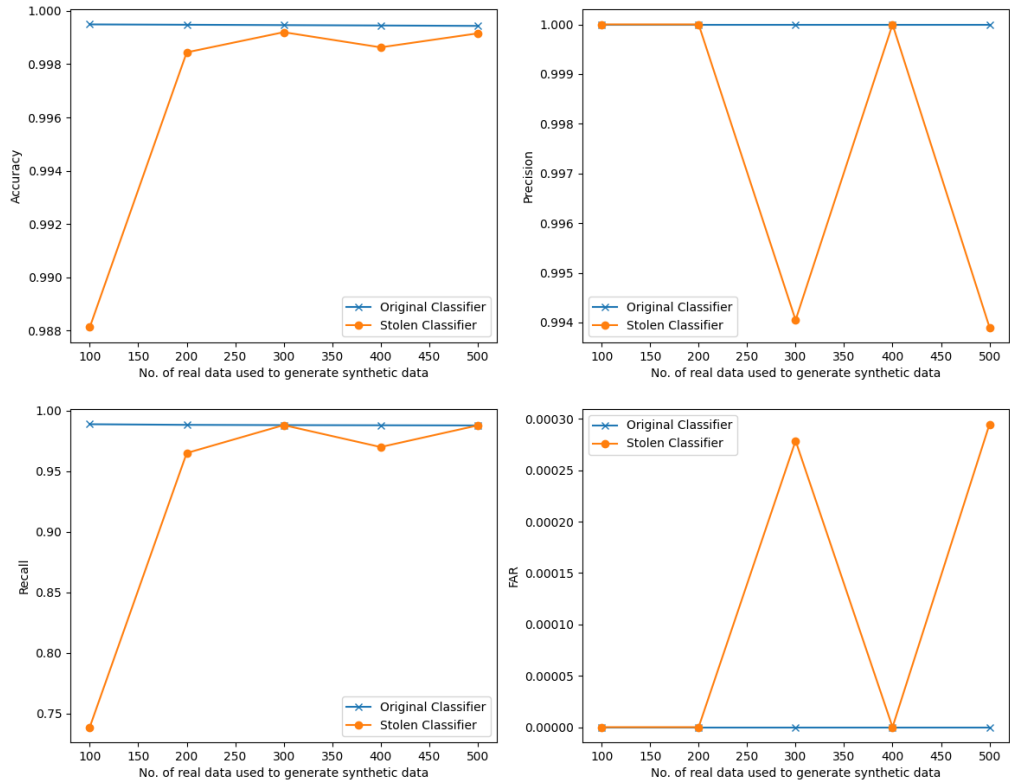 1.000
0.998
0.996
0.994
0.992
0.990
0.988
Accuracy
100 150 200 250 300 350 400 450 500
No. of real data used to generate synthetic data
Original Classifier
Stolen Classifier
1.000
0.999
0.998
0.997
0.996
0.995
0.994
Precision
100 150 200 250 300 350 400 450 500
No. of real data used to generate synthetic data
Original Classifier
Stolen Classifier
1.00
0.95
0.90
0.85
0.80
0.75
Recall
100 150 200 250 300 350 400 450 500
No. of real data used to generate synthetic data
Original Classifier
Stolen Classifier
0.00030
0.00025
0.00020
0.00015
0.00010
0.00005
0.00000
FAR
100 150 200 250 300 350 400 450 500
No. of real data used to generate synthetic data
Original Classifier
Stolen Classifier